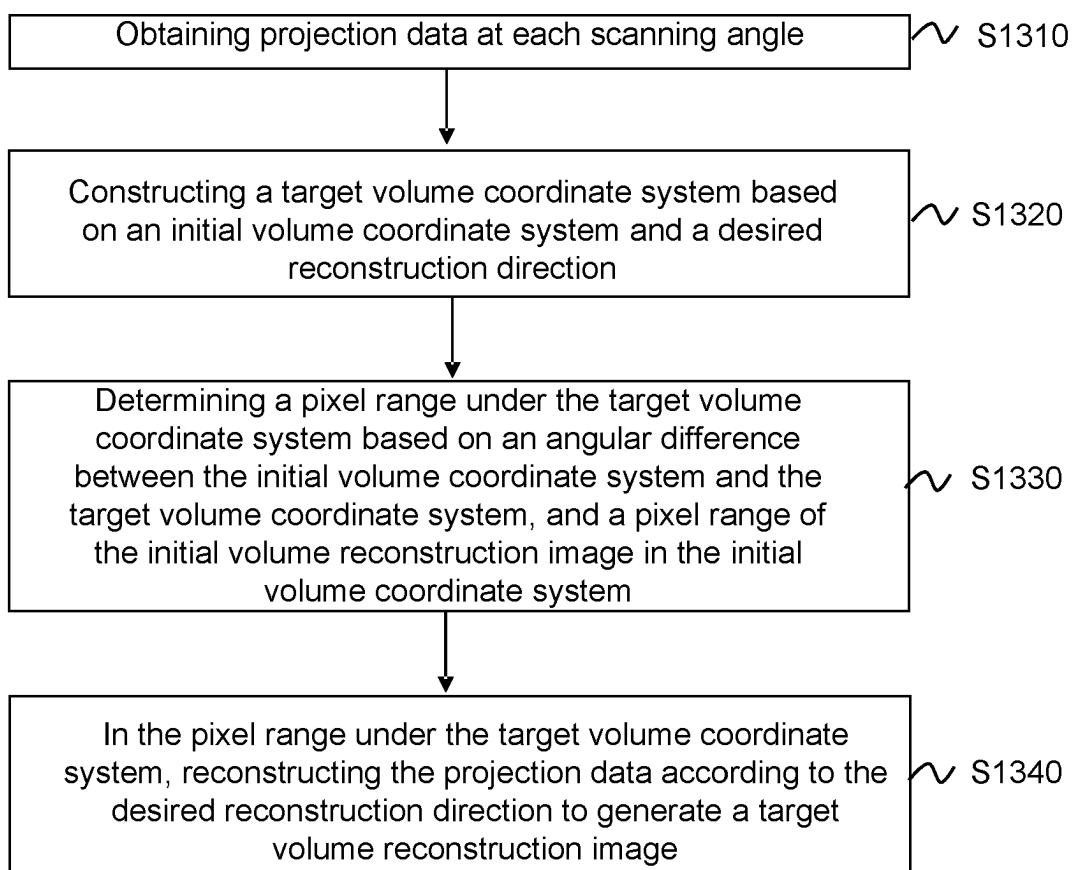 Obtaining projection data at each scanning angle
S1310
Constructing a target volume coordinate system based
on an initial volume coordinate system and a desired
reconstruction direction
S1320
Determining a pixel range under the target volume
coordinate system based on an angular difference
between the initial volume coordinate system and the
target volume coordinate system, and a pixel range of
the initial volume reconstruction image in the initial
volume coordinate system
S1330
In the pixel range under the target volume coordinate
system, reconstructing the projection data according to the
desired reconstruction direction to generate a target
volume reconstruction image
S1340